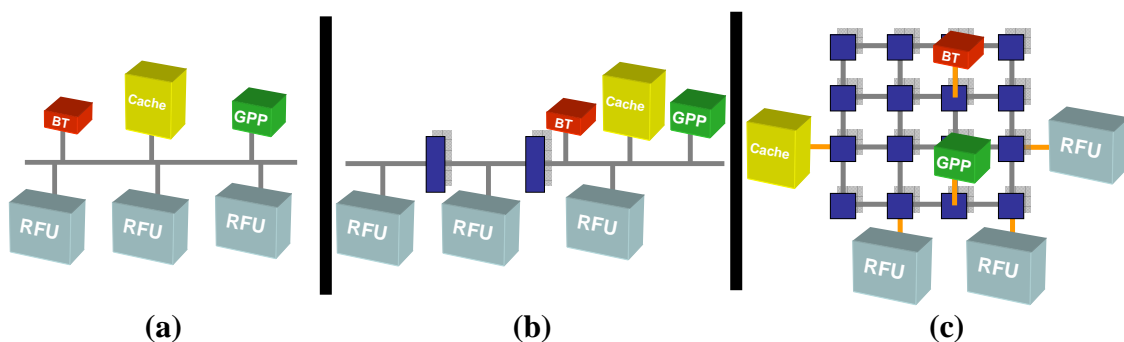 BT
Cache
GPP
RFU
RFU
RFU
(a)
BT
Cache
GPP
RFU
RFU
RFU
(b)
BT
Cache
GPP
RFU
RFU
RFU
(c)